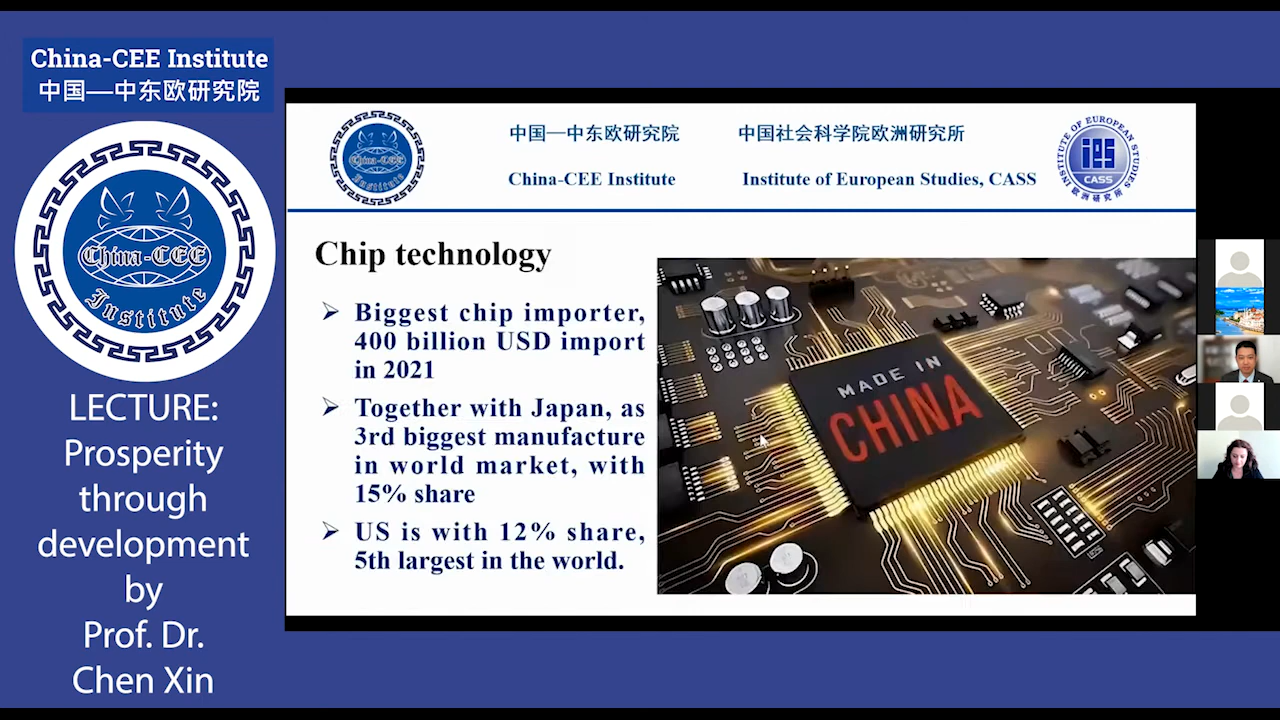 China-CEE Institute
中国—中东欧研究院
China-CEE
Institute
LECTURE:
Prosperity
through
development
by
Prof. Dr.
Chen Xin
China-CEE
Institute
中国—中东欧研究院
中国社会科学院欧洲研究所
China-CEE Institute
Institute of European Studies, CASS
INSTITUTE OF EUROPEAN STUDIES
ies
CASS
欧洲研究所
Chip technology
➢ Biggest chip importer,
400 billion USD import
in 2021
➢ Together with Japan, as
3rd biggest manufacture
in world market, with
15% share
➢ US is with 12% share,
5th largest in the world.
MADE IN
CHINA